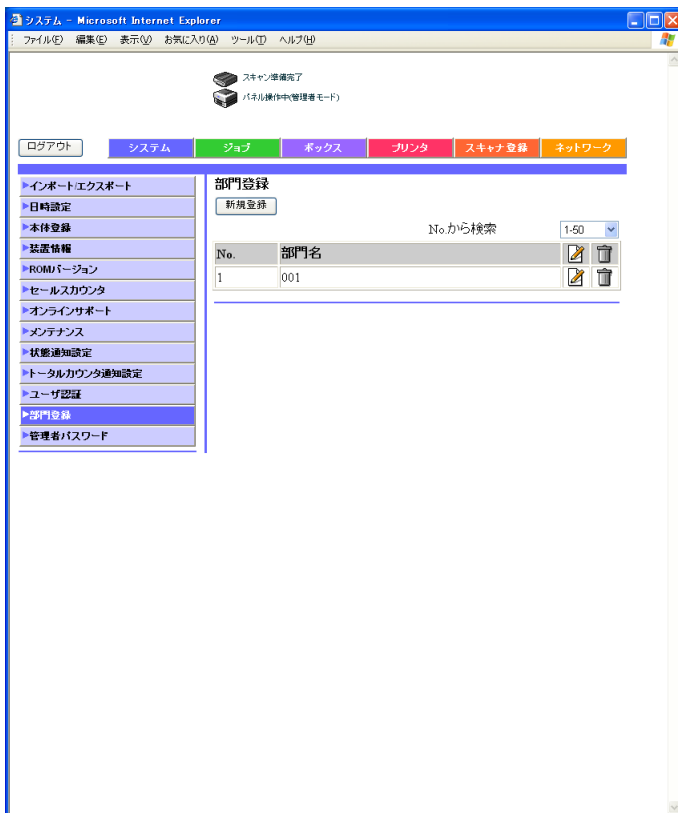 システム - Microsoft Internet Explorer
ファイル(F) 編集(E) 表示(V) お気に入り(A) ツール(T) ヘルプ(H)
スキャン準備完了
パネル操作中(管理者モード)
ログアウト
システム
ジョブ
ボックス
プリンタ
スキャナ登録
ネットワーク
インポート/エクスポート
日時設定
本体登録
装置情報
ROMバージョン
セールスカウンタ
オンラインサポート
メンテナンス
状態通知設定
トータルカウンタ通知設定
ユーザ認証
部門登録
管理者パスワード
部門登録
新規登録
No.から検索 1-50
No. 部門名
1 001